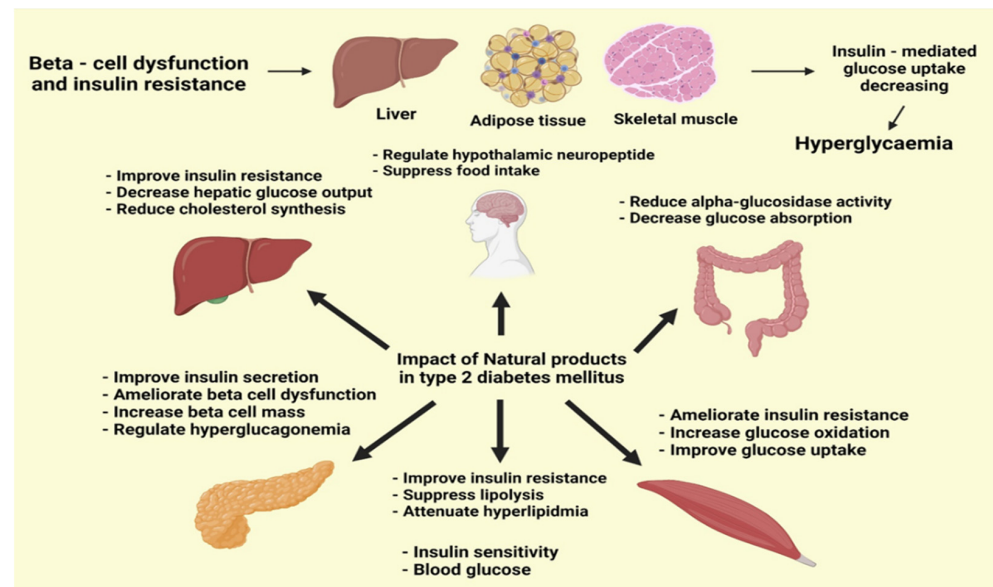 Beta - cell dysfunction
and insulin resistance
Liver
Adipose tissue
Skeletal muscle
Insulin - mediated
glucose uptake
decreasing
Hyperglycaemia
- Regulate hypothalamic neuropeptide
- Suppress food intake
- Improve insulin resistance
- Decrease hepatic glucose output
- Reduce cholesterol synthesis
- Reduce alpha-glucosidase activity
- Decrease glucose absorption
Impact of Natural products
in type 2 diabetes mellitus
- Improve insulin secretion
- Ameliorate beta cell dysfunction
- Increase beta cell mass
- Regulate hyperglucagonemia
- Ameliorate insulin resistance
- Increase glucose oxidation
- Improve glucose uptake
- Improve insulin resistance
- Suppress lipolysis
- Attenuate hyperlipidmia
- Insulin sensitivity
- Blood glucose